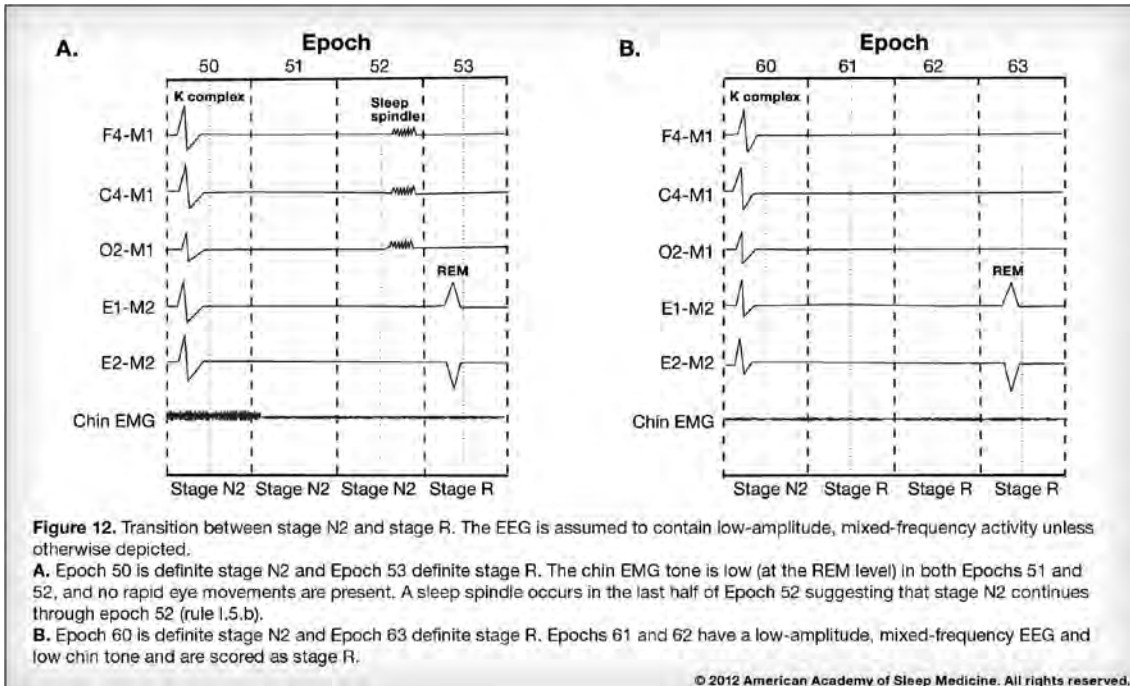 A. Epoch
50 51 52 53
K complex Sleep spindle
F4-M1
C4-M1
O2-M1
REM
E1-M2
E2-M2
Chin EMG
Stage N2 Stage N2 Stage N2 Stage R
B. Epoch
60 61 62 63
K complex
F4-M1
C4-M1
O2-M1
REM
E1-M2
E2-M2
Chin EMG
Stage N2 Stage R Stage R Stage R
Figure 12. Transition between stage N2 and stage R. The EEG is assumed to contain low-amplitude, mixed-frequency activity unless
otherwise depicted.
A. Epoch 50 is definite stage N2 and Epoch 53 definite stage R. The chin EMG tone is low (at the REM level) in both Epochs 51 and
52, and no rapid eye movements are present. A sleep spindle occurs in the last half of Epoch 52 suggesting that stage N2 continues
through epoch 52 (rule I.5.b).
B. Epoch 60 is definite stage N2 and Epoch 63 definite stage R. Epochs 61 and 62 have a low-amplitude, mixed-frequency EEG and
low chin tone and are scored as stage R.
© 2012 American Academy of Sleep Medicine. All rights reserved.